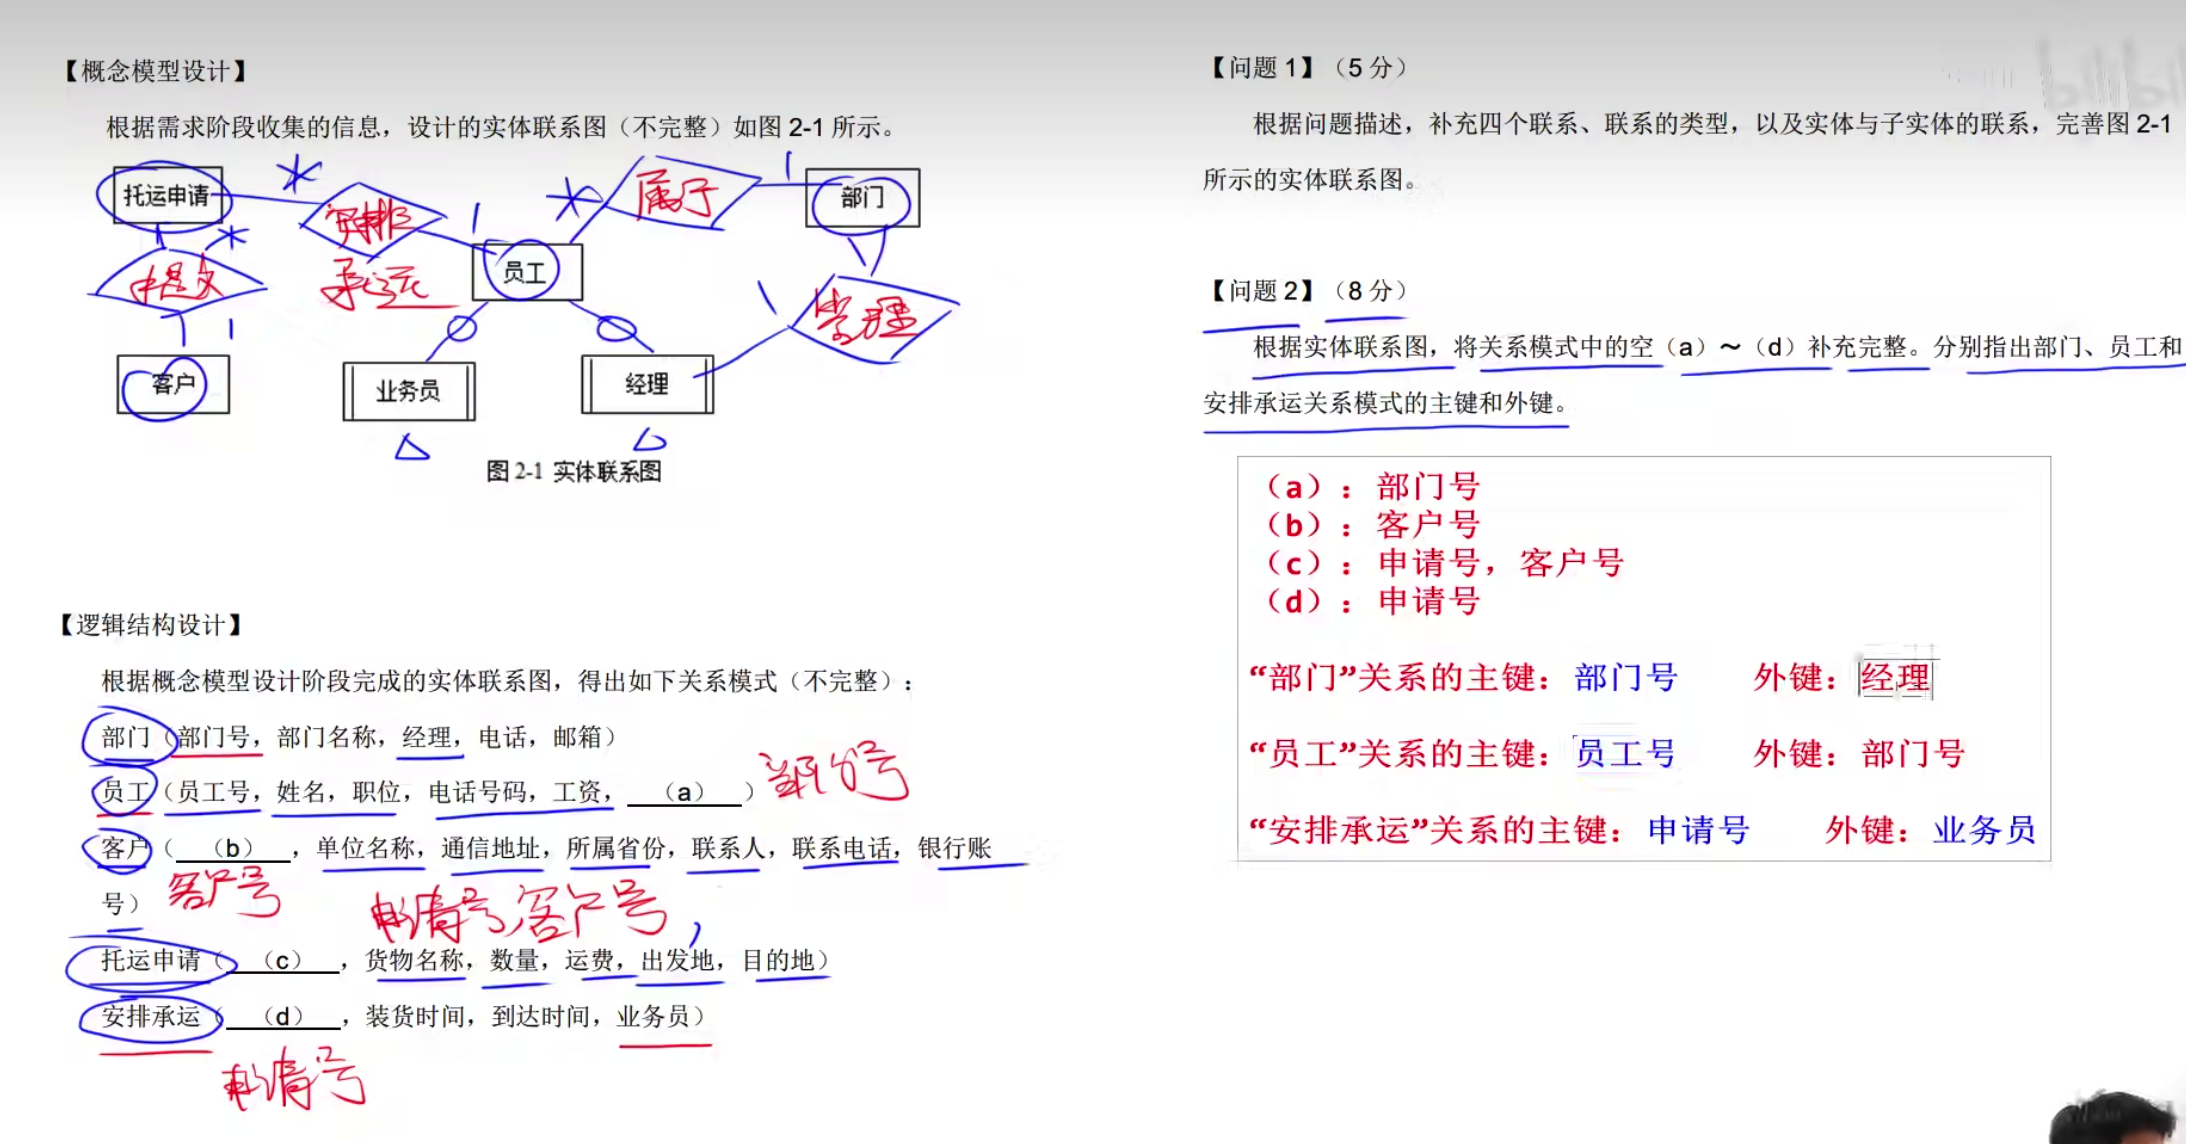 【概念模型设计】
根据需求阶段收集的信息，设计的实体联系图（不完整）如图 2-1 所示。
托运申请
*
安排
承运
1
员工
*
属于
1
部门
*
提交
1
客户
业务员
经理
1
管理
1
图 2-1 实体联系图
【逻辑结构设计】
根据概念模型设计阶段完成的实体联系图，得出如下关系模式（不完整）：
部门（部门号，部门名称，经理，电话，邮箱）
员工（员工号，姓名，职位，电话号码，工资，（a））
部门号
客户（（b），单位名称，通信地址，所属省份，联系人，联系电话，银行账
号）
客户号
申请号，客户号
托运申请（（c），货物名称，数量，运费，出发地，目的地）
安排承运（（d），装货时间，到达时间，业务员）
申请号
【问题 1】（5 分）
根据问题描述，补充四个联系、联系的类型，以及实体与子实体的联系，完善图 2-1
所示的实体联系图。
【问题 2】（8 分）
根据实体联系图，将关系模式中的空（a）～（d）补充完整。分别指出部门、员工和
安排承运关系模式的主键和外键。
（a）：部门号
（b）：客户号
（c）：申请号，客户号
（d）：申请号
“部门”关系的主键：部门号 外键：经理
“员工”关系的主键：员工号 外键：部门号
“安排承运”关系的主键：申请号 外键：业务员
bilibili